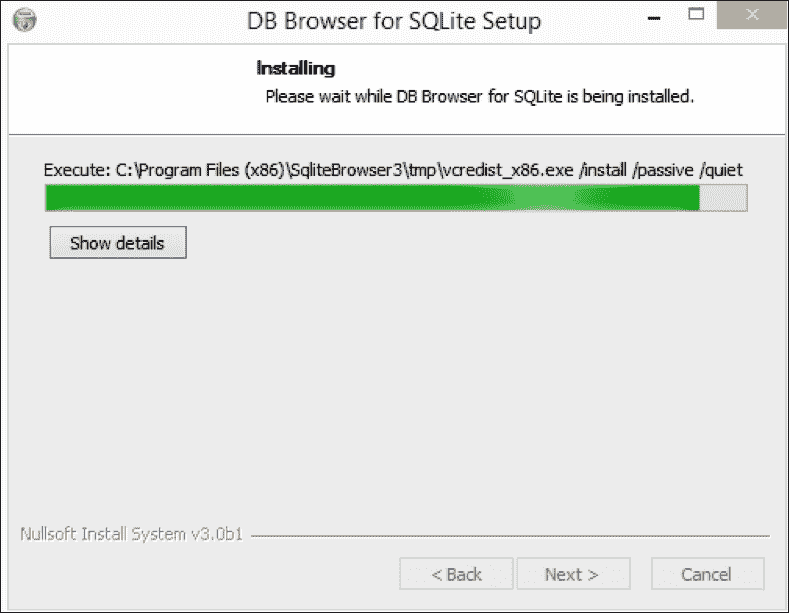 DB Browser for SQLite Setup
Installing
Please wait while DB Browser for SQLite is being installed.
Execute: C:\Program Files (x86)\SqliteBrowser3\tmp\vcredist_x86.exe /install /passive /quiet
Show details
Nullsoft Install System v3.0b1
< Back
Next >
Cancel